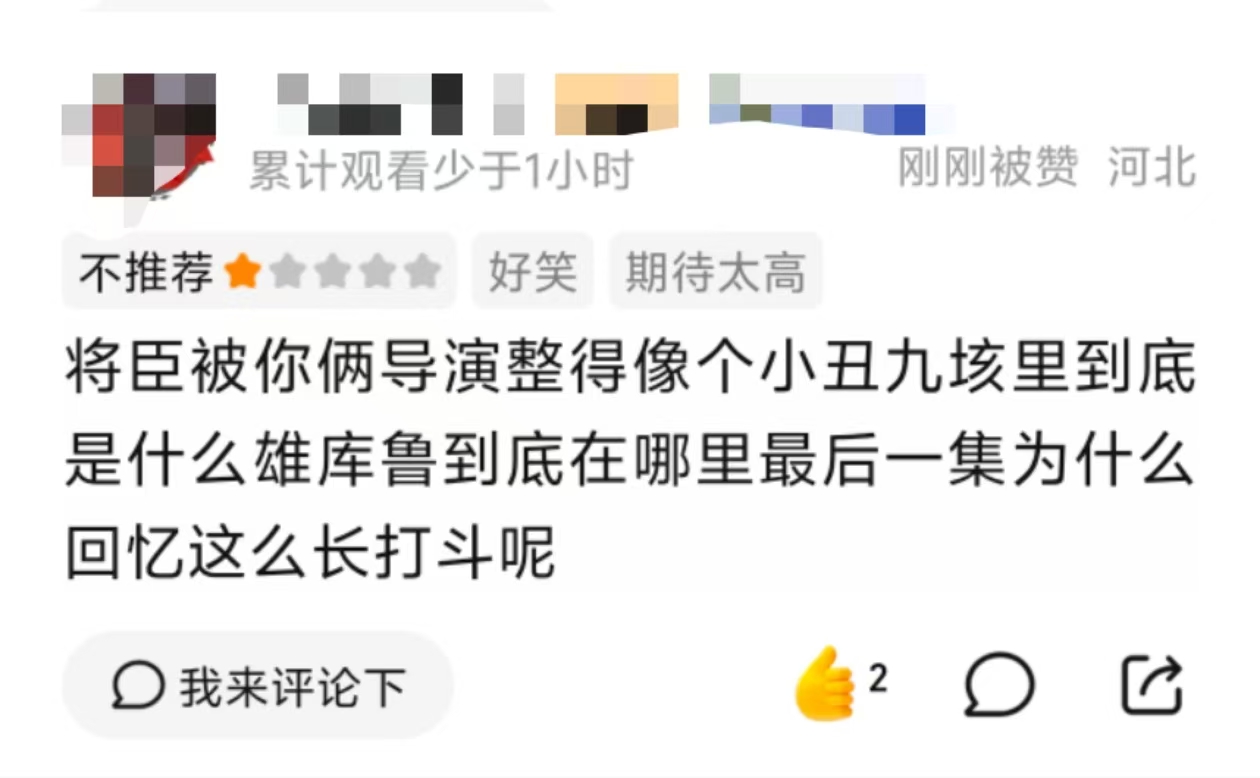 累计观看少于1小时
刚刚被赞 河北
不推荐
好笑
期待太高
将臣被你俩导演整得像个小丑九垓里到底
是什么雄库鲁到底在哪里最后一集为什么
回忆这么长打斗呢
我来评论下
2